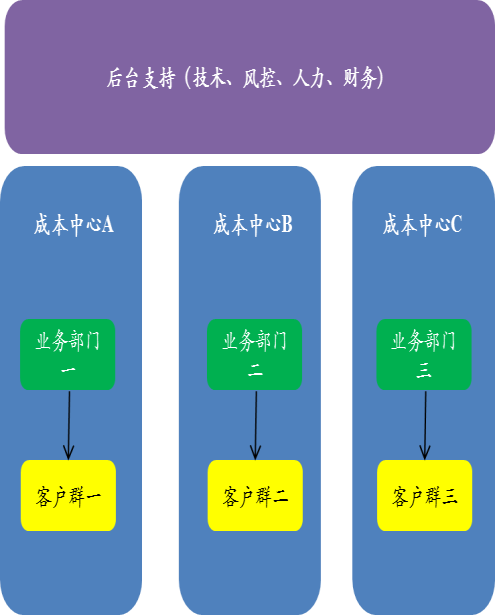 后台支持（技术、风控、人力、财务）
成本中心A
成本中心B
成本中心C
业务部门
一
业务部门
二
业务部门
三
客户群一
客户群二
客户群三